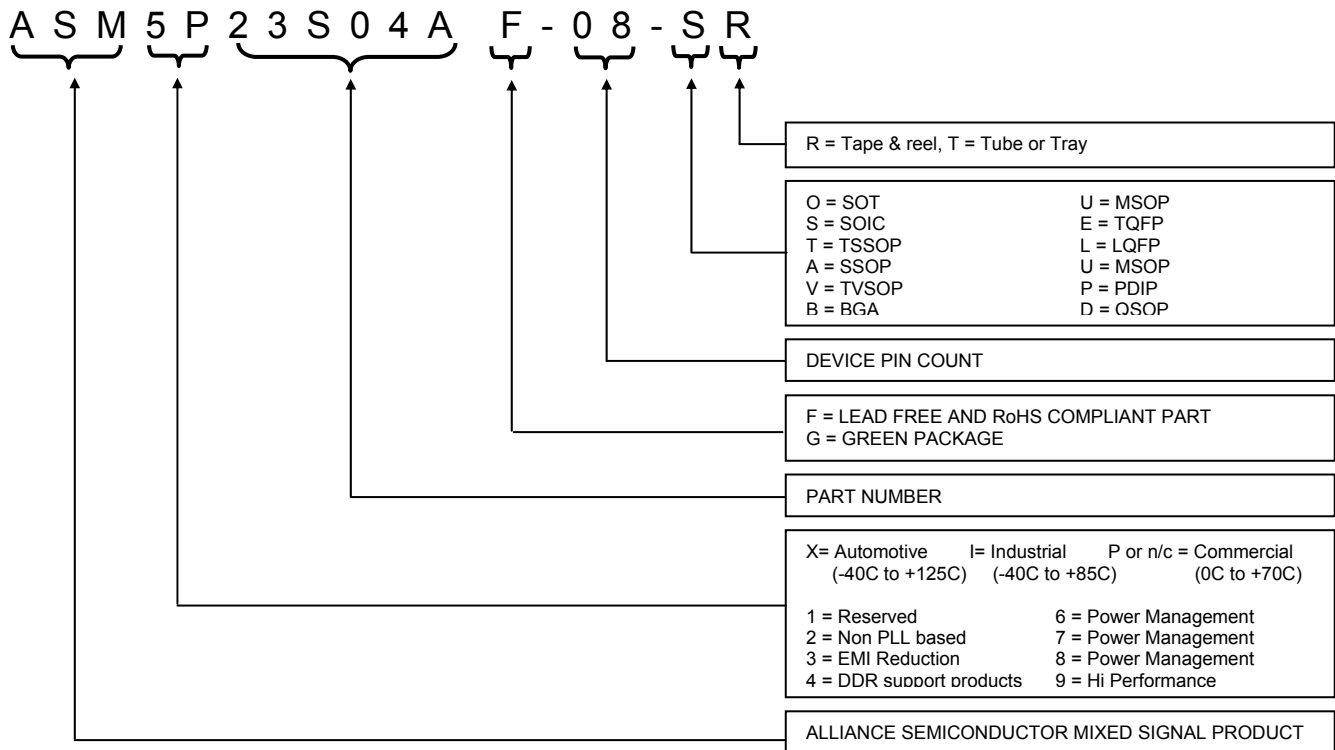 A S M 5 P 2 3 S 0 4 A F - 0 8 - S R
R = Tape & reel, T = Tube or Tray
O = SOT U = MSOP
S = SOIC E = TQFP
T = TSSOP L = LQFP
A = SSOP U = MSOP
V = TVSOP P = PDIP
B = BGA D = QSOP
DEVICE PIN COUNT
F = LEAD FREE AND RoHS COMPLIANT PART
G = GREEN PACKAGE
PART NUMBER
X= Automotive I= Industrial P or n/c = Commercial
(-40C to +125C) (-40C to +85C) (0C to +70C)
1 = Reserved 6 = Power Management
2 = Non PLL based 7 = Power Management
3 = EMI Reduction 8 = Power Management
4 = DDR support products 9 = Hi Performance
ALLIANCE SEMICONDUCTOR MIXED SIGNAL PRODUCT